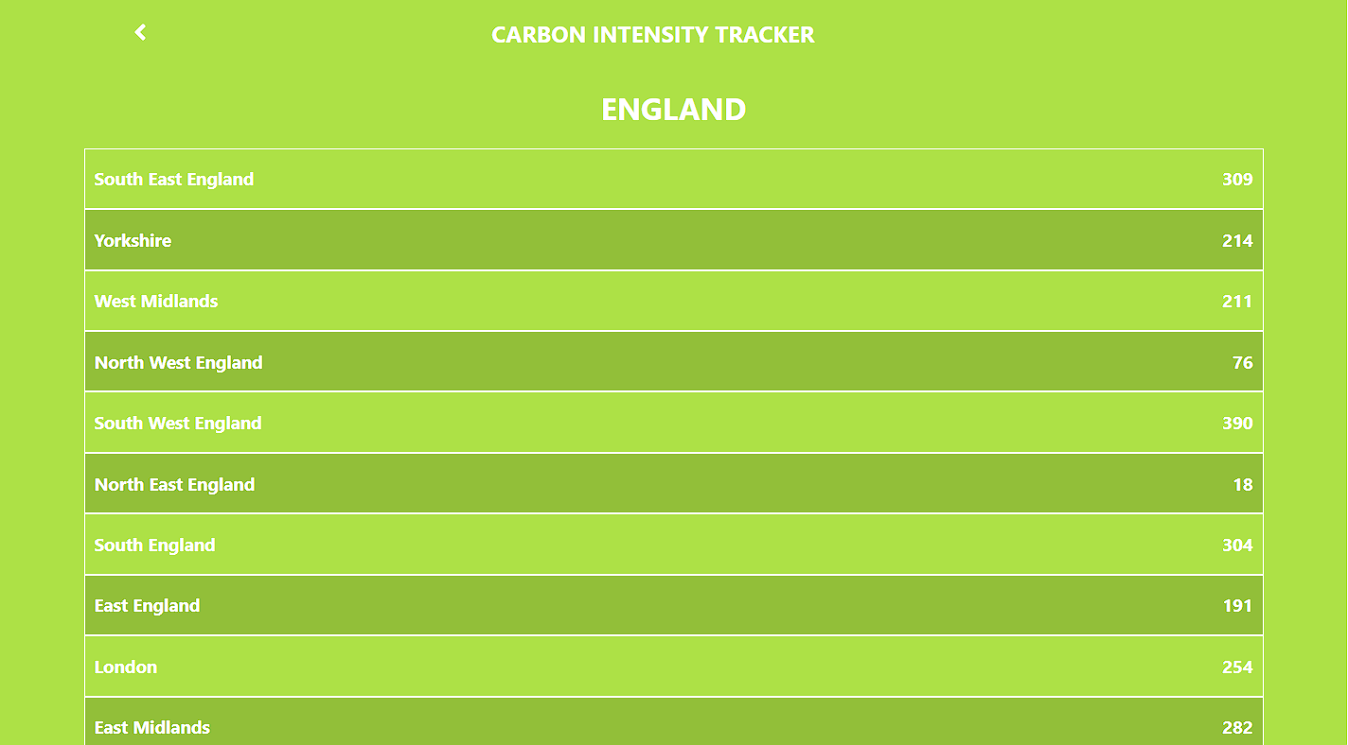 CARBON INTENSITY TRACKER
ENGLAND
South East England 309
Yorkshire 214
West Midlands 211
North West England 76
South West England 390
North East England 18
South England 304
East England 191
London 254
East Midlands 282